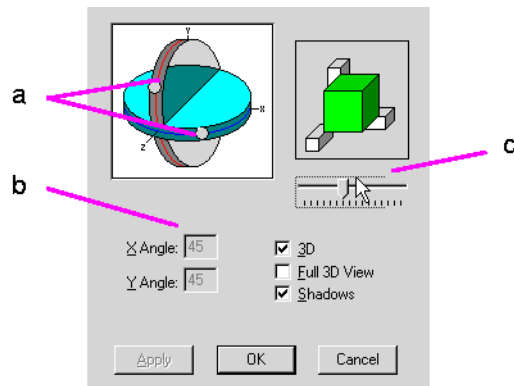 Y
X
Z
a
b
c
X Angle: 45
Y Angle: 45
3D
Full 3D View
Shadows
Apply
OK
Cancel